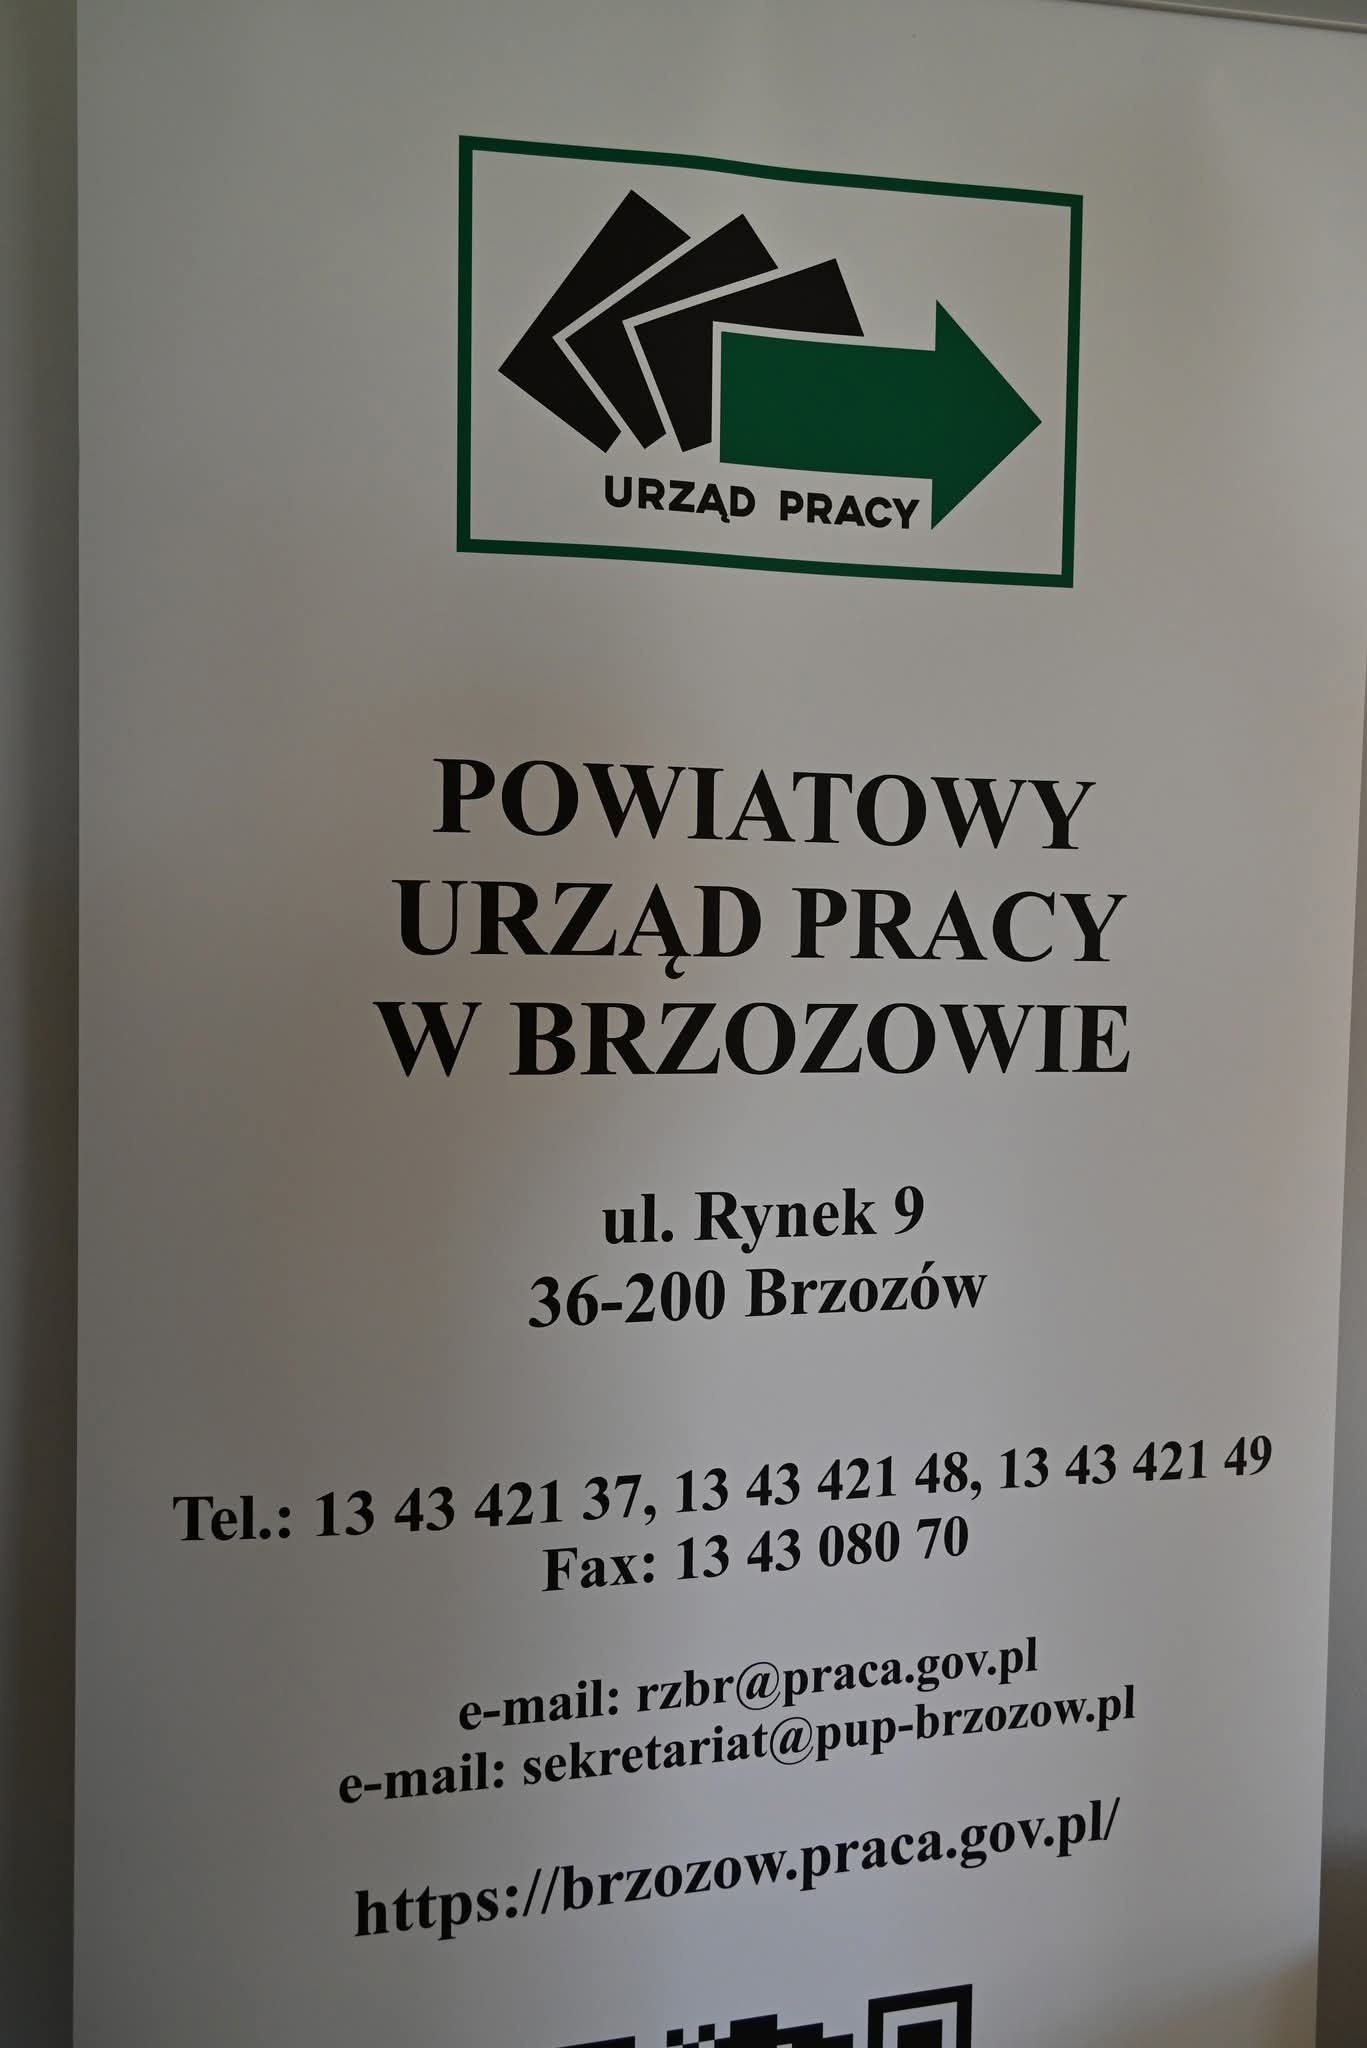 URZĄD PRACY
POWIATOWY
URZĄD PRACY
W BRZOZOWIE
ul. Rynek 9
36-200 Brzozów
Tel.: 13 43 421 37, 13 43 421 48, 13 43 421 49
Fax: 13 43 080 70
e-mail: rzbr@praca.gov.pl
e-mail: sekretariat@pup-brzozow.pl
https://brzozow.praca.gov.pl/